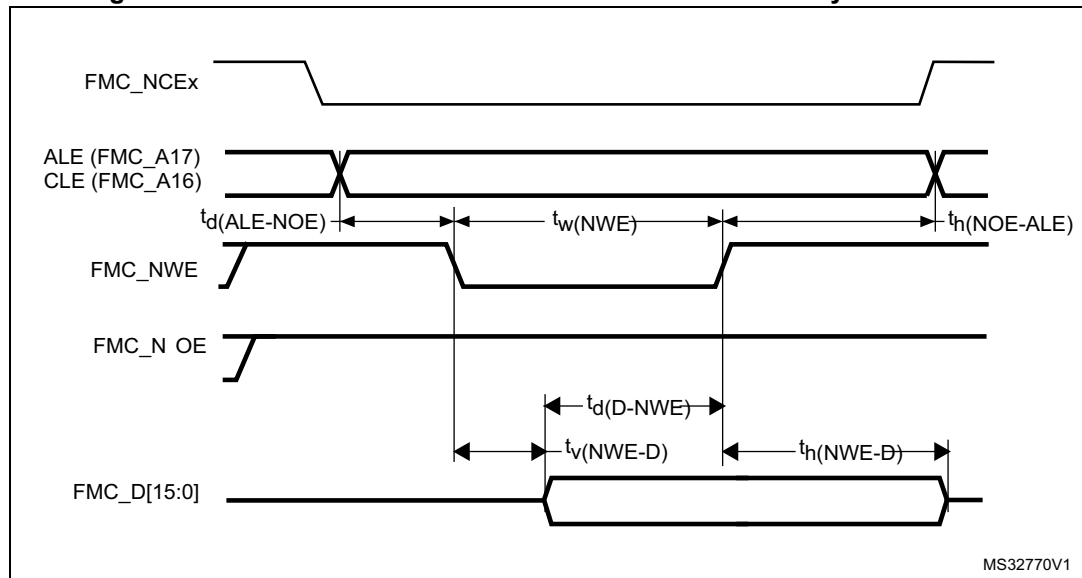 FMC_NCEx
ALE (FMC_A17)
CLE (FMC_A16)
td(ALE-NOE)
tw(NWE)
th(NOE-ALE)
FMC_NWE
FMC_N OE
td(D-NWE)
tv(NWE-D)
th(NWE-D)
FMC_D[15:0]
MS32770V1